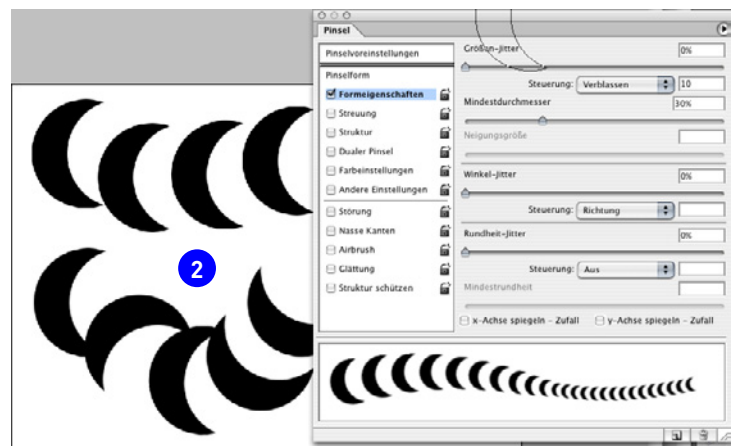 Pinsel
Pinselvoreinstellungen
Pinselform
Formeigenschaften
Streuung
Struktur
Dualer Pinsel
Farbeinstellungen
Andere Einstellungen
Störung
Nasse Kanten
Airbrush
Glättung
Struktur schützen
Größen-Jitter 0%
Steuerung: Verblassen 10
Mindestdurchmesser 30%
Neigungsgröße
Winkel-Jitter 0%
Steuerung: Richtung
Rundheit-Jitter 0%
Steuerung: Aus
Mindestrundheit
x-Achse spiegeln - Zufall y-Achse spiegeln - Zufall
2